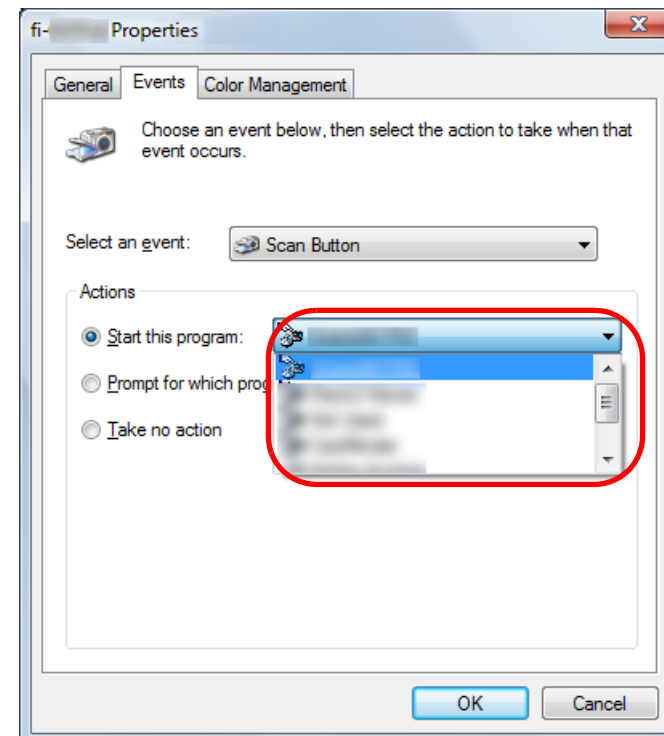 fi- Properties
General Events Color Management
Choose an event below, then select the action to take when that
event occurs.
Select an event: Scan Button
Actions
Start this program:
Prompt for which prog
Take no action
OK Cancel